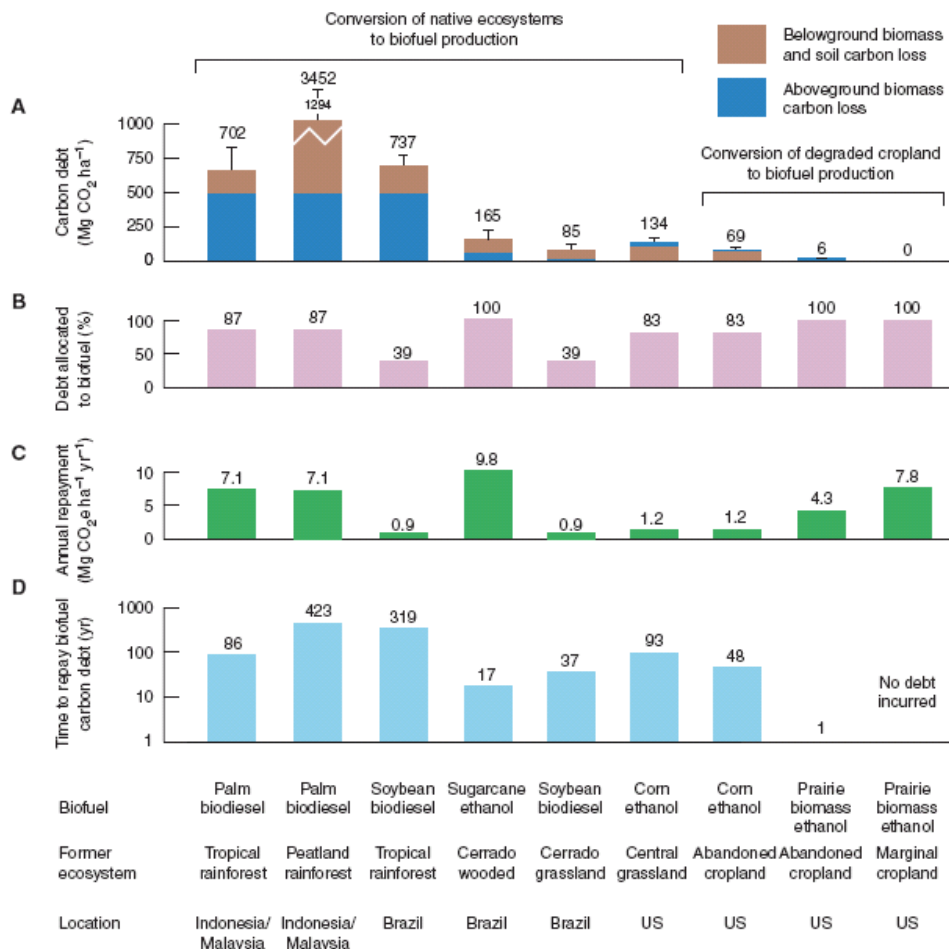 Conversion of native ecosystems
to biofuel production
Belowground biomass
and soil carbon loss
Aboveground biomass
carbon loss
Conversion of degraded cropland
to biofuel production
A
Carbon debt
(Mg CO₂ ha⁻¹)
1000
750
500
250
0
702
3452
1294
737
165
85
134
69
6
0
B
Debt allocated
to biofuel (%)
100
50
0
87
87
39
100
39
83
83
100
100
C
Annual repayment
(Mg CO₂e ha⁻¹ yr⁻¹)
10
5
0
7.1
7.1
0.9
9.8
0.9
1.2
1.2
4.3
7.8
D
Time to repay biofuel
carbon debt (yr)
1000
100
10
1
86
423
319
17
37
93
48
1
No debt
incurred
Biofuel
Palm
biodiesel
Palm
biodiesel
Soybean
biodiesel
Sugarcane
ethanol
Soybean
biodiesel
Corn
ethanol
Corn
ethanol
Prairie
biomass
ethanol
Prairie
biomass
ethanol
Former
ecosystem
Tropical
rainforest
Peatland
rainforest
Tropical
rainforest
Cerrado
wooded
Cerrado
grassland
Central
grassland
Abandoned
cropland
Abandoned
cropland
Marginal
cropland
Location
Indonesia/
Malaysia
Indonesia/
Malaysia
Brazil
Brazil
Brazil
US
US
US
US